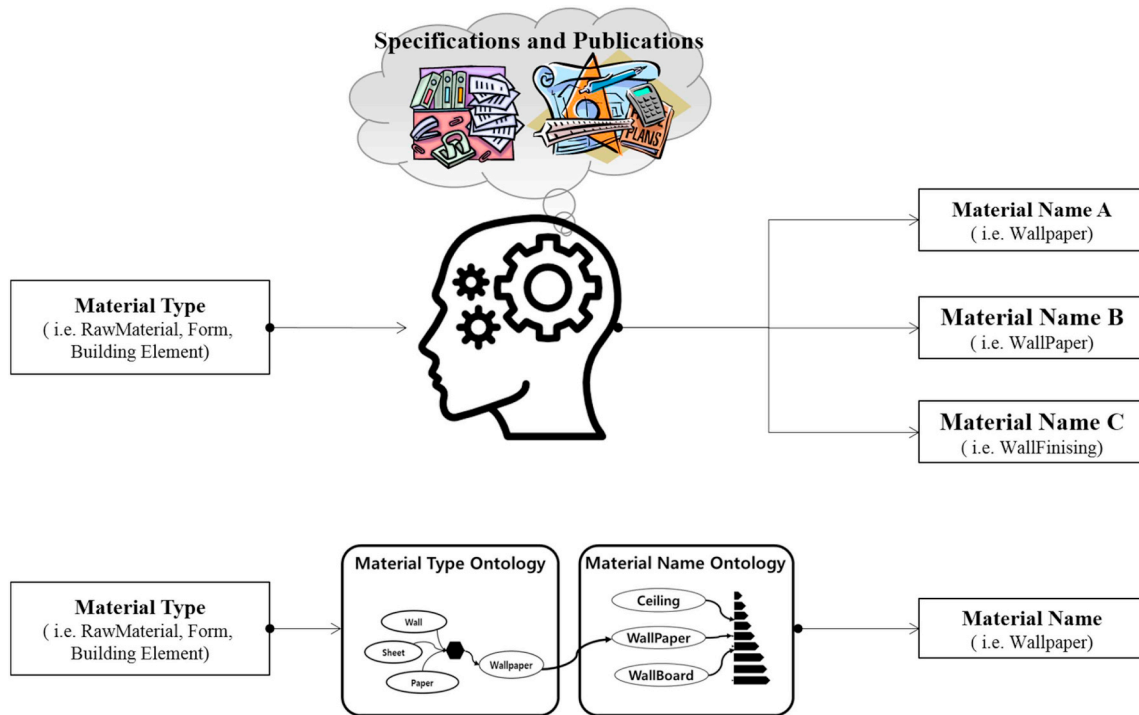 Specifications and Publications
PLANS
Material Type
( i.e. RawMaterial, Form,
Building Element)
Material Name A
( i.e. Wallpaper)
Material Name B
(i.e. WallPaper)
Material Name C
( i.e. WallFinising)
Material Type
( i.e. RawMaterial, Form,
Building Element)
Material Type Ontology
Wall
Sheet
Paper
Wallpaper
Material Name Ontology
Ceiling
WallPaper
WallBoard
Material Name
(i.e. Wallpaper)